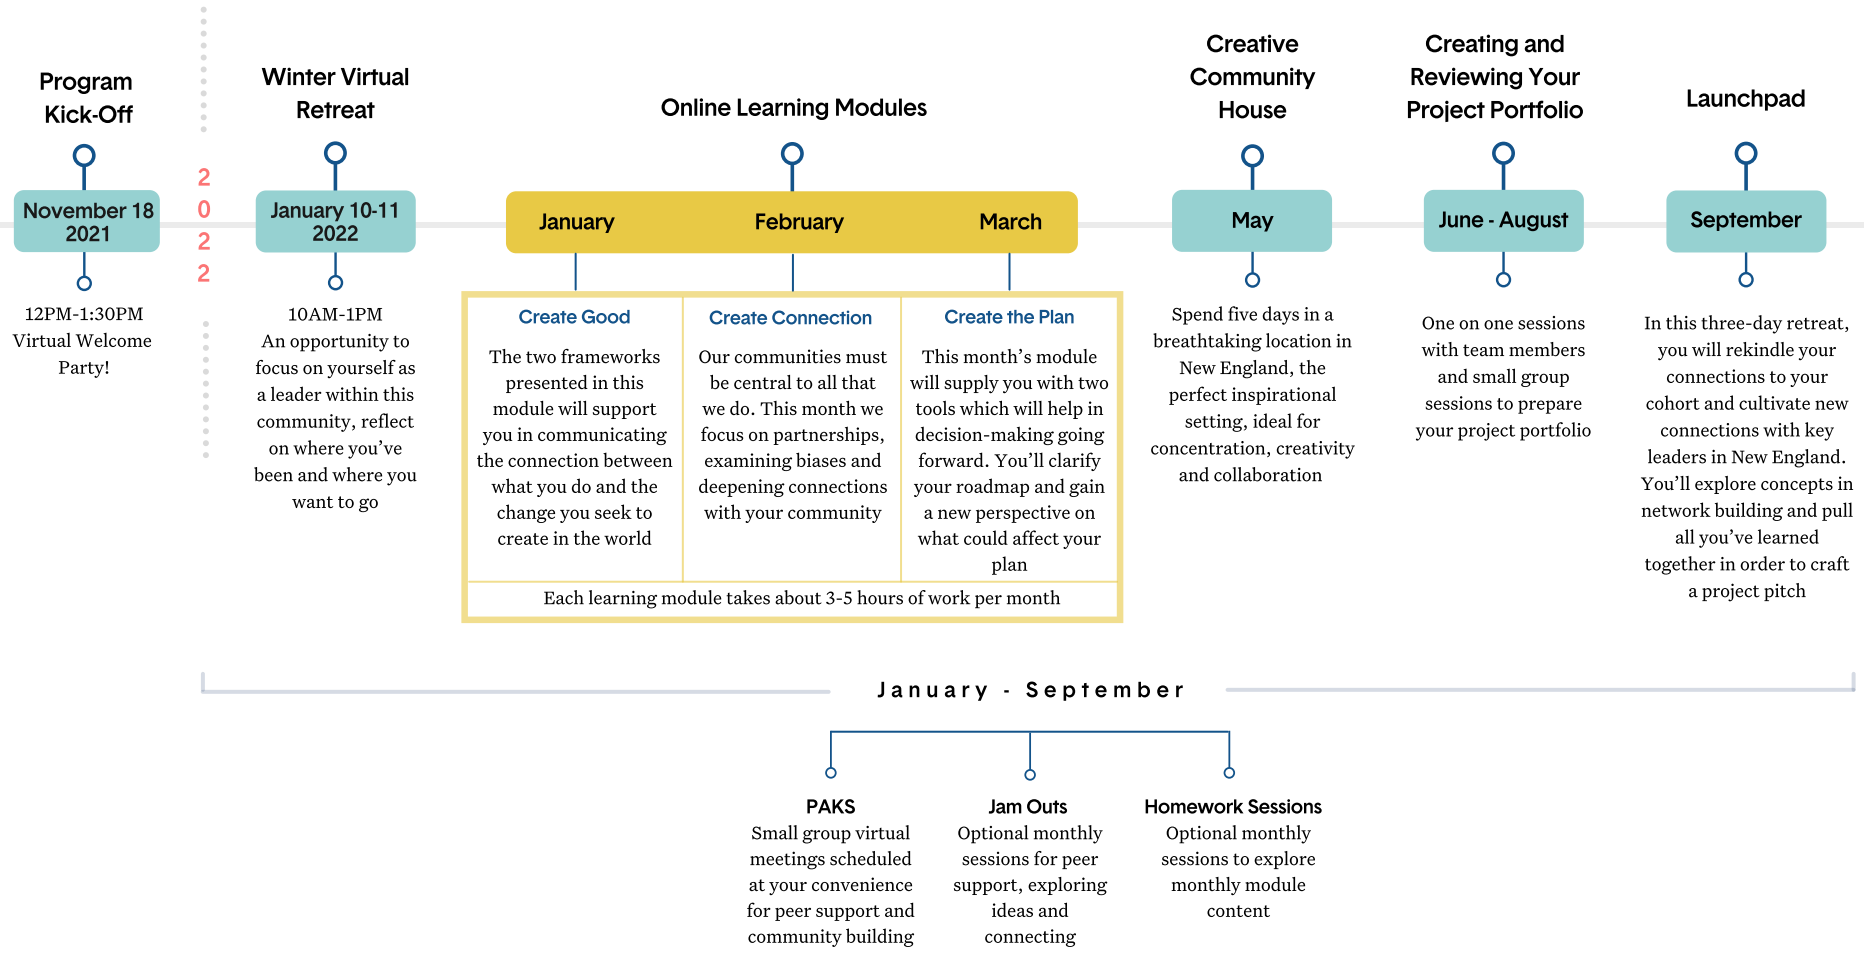 Program
Kick-Off
November 18
2021
12PM-1:30PM
Virtual Welcome
Party!
2
0
2
2
Winter Virtual
Retreat
January 10-11
2022
10AM-1PM
An opportunity to
focus on yourself as
a leader within this
community, reflect
on where you've
been and where you
want to go
Online Learning Modules
January
February
March
Create Good
The two frameworks
presented in this
module will support
you in communicating
the connection between
what you do and the
change you seek to
create in the world
Create Connection
Our communities must
be central to all that
we do. This month we
focus on partnerships,
examining biases and
deepening connections
with your community
Create the Plan
This month's module
will supply you with two
tools which will help in
decision-making going
forward. You'll clarify
your roadmap and gain
a new perspective on
what could affect your
plan
Each learning module takes about 3-5 hours of work per month
Creative
Community
House
May
Spend five days in a
breathtaking location in
New England, the
perfect inspirational
setting, ideal for
concentration, creativity
and collaboration
Creating and
Reviewing Your
Project Portfolio
June - August
One on one sessions
with team members
and small group
sessions to prepare
your project portfolio
Launchpad
September
In this three-day retreat,
you will rekindle your
connections to your
cohort and cultivate new
connections with key
leaders in New England.
You'll explore concepts in
network building and pull
all you've learned
together in order to craft
a project pitch
January - September
PAKS
Small group virtual
meetings scheduled
at your convenience
for peer support and
community building
Jam Outs
Optional monthly
sessions for peer
support, exploring
ideas and
connecting
Homework Sessions
Optional monthly
sessions to explore
monthly module
content